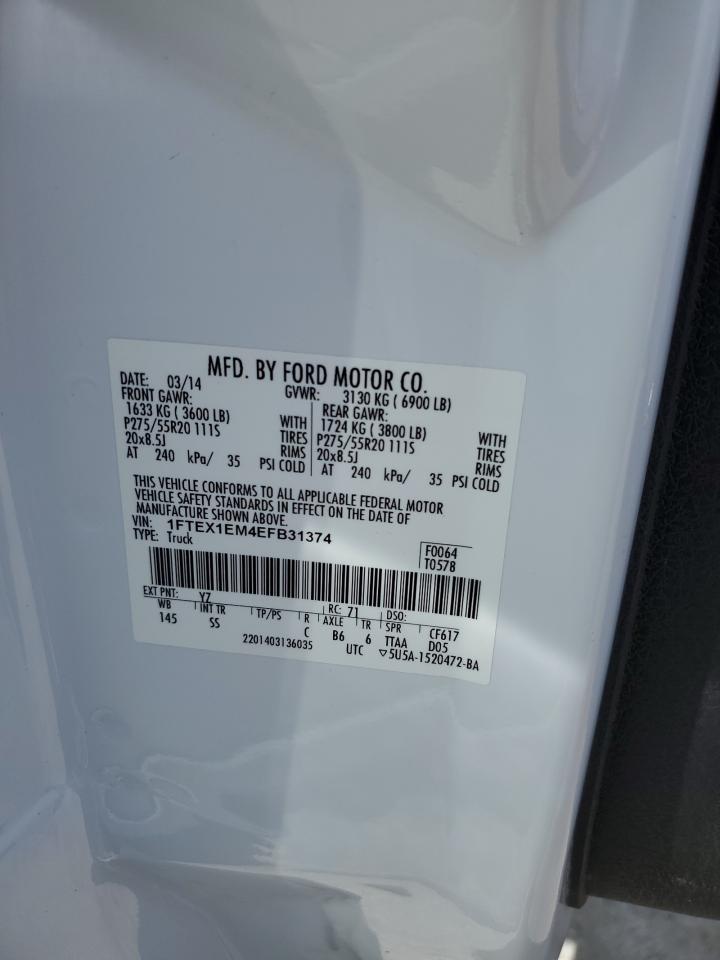 MFD. BY FORD MOTOR CO.
DATE: 03/14 GVWR: 3130 KG ( 6900 LB)
FRONT GAWR: REAR GAWR:
1633 KG ( 3600 LB) WITH 1724 KG ( 3800 LB) WITH
P275/55R20 111S TIRES P275/55R20 111S TIRES
20x8.5J RIMS 20x8.5J RIMS
AT 240 kPa/ 35 PSI COLD AT 240 kPa/ 35 PSI COLD
THIS VEHICLE CONFORMS TO ALL APPLICABLE FEDERAL MOTOR
VEHICLE SAFETY STANDARDS IN EFFECT ON THE DATE OF
MANUFACTURE SHOWN ABOVE.
VIN: 1FTEX1EM4EFB31374
TYPE: Truck
F0064
T0578
EXT PNT: YZ RC: 71 DSO:
WB INT TR TP/PS R AXLE TR SPR CF617
145 SS C B6 6 TTAA D05
2201403136035 UTC ▽5U5A-1520472-BA